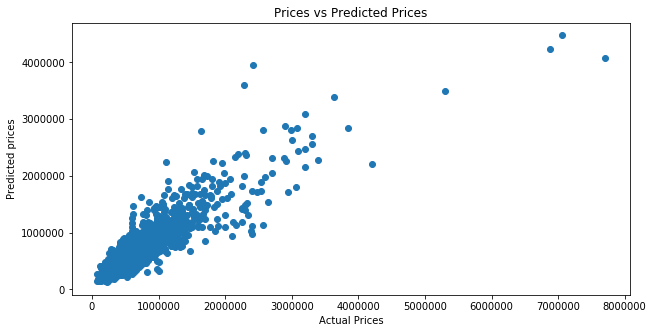 Prices vs Predicted Prices
Predicted prices
4000000
3000000
2000000
1000000
0
0 1000000 2000000 3000000 4000000 5000000 6000000 7000000 8000000
Actual Prices